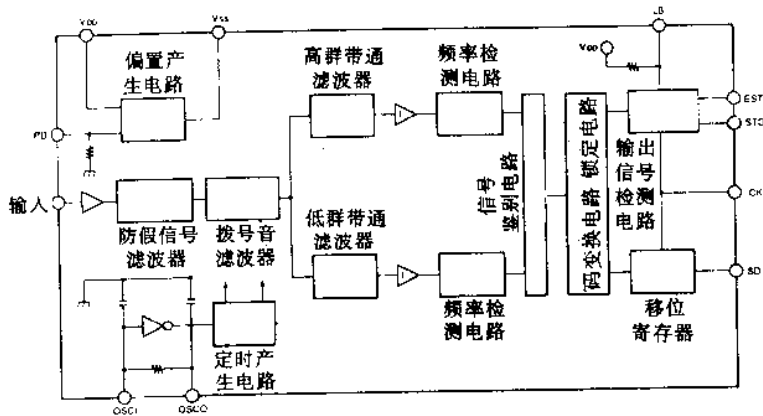 VDD
VSS
LB
偏置产
生电路
高群带通
滤波器
频率检
测电路
VDD
EST
STD
PD
输入
防假信号
滤波器
拨号音
滤波器
低群带通
滤波器
信号
鉴别电路
码变换电路 锁定电路
输出
信号
检测
电路
CK
SD
频率检
测电路
移位
寄存器
定时产
生电路
OSCI
OSCO